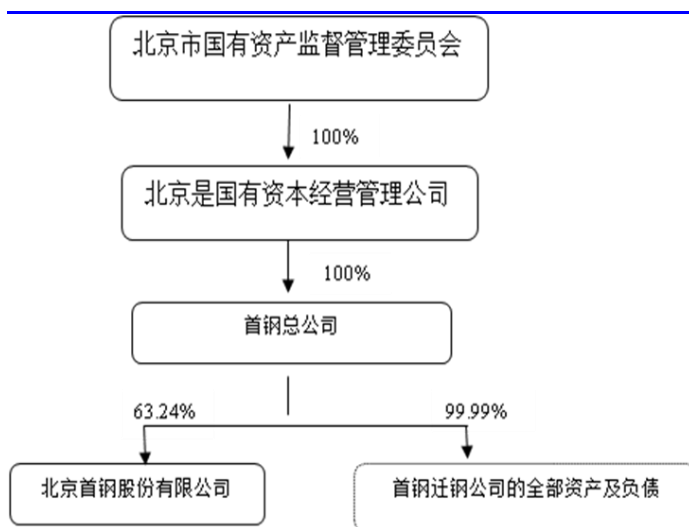 北京市国有资产监督管理委员会
100%
北京是国有资本经营管理公司
100%
首钢总公司
63.24%
99.99%
北京首钢股份有限公司
首钢迁钢公司的全部资产及负债